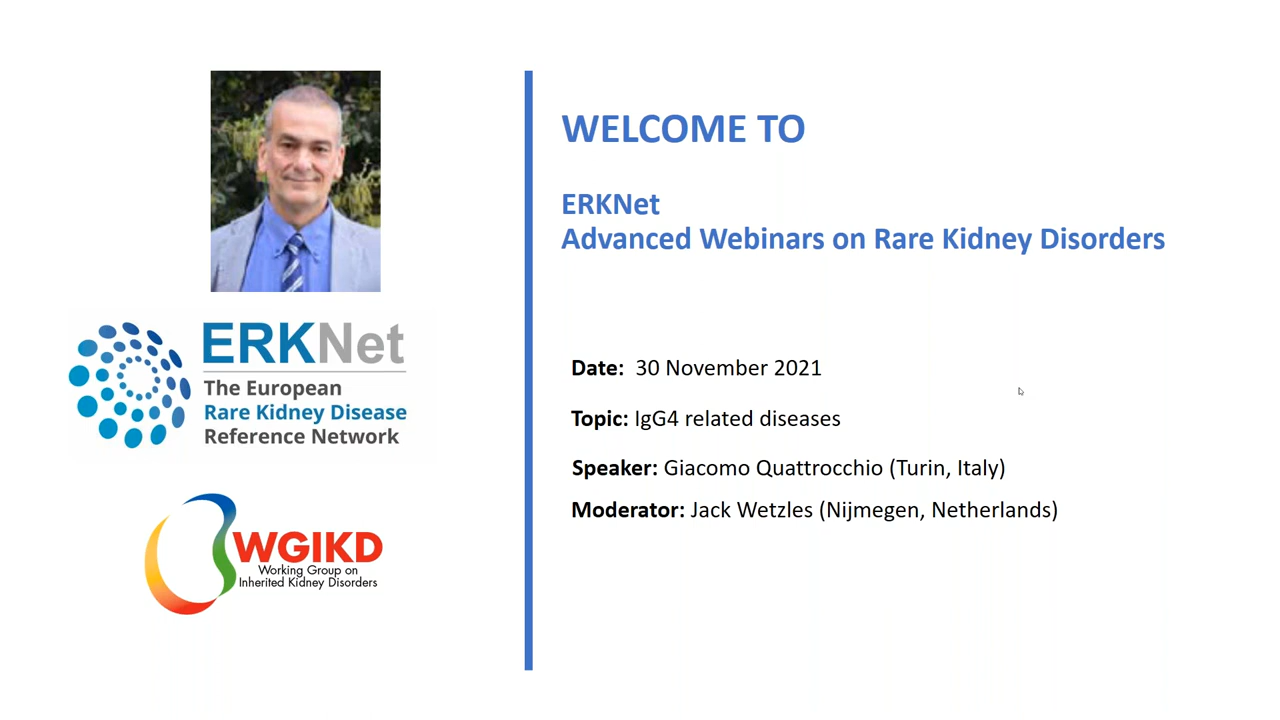 WELCOME TO
ERKNet
Advanced Webinars on Rare Kidney Disorders
ERKNet
The European
Rare Kidney Disease
Reference Network
WGIKD
Working Group on
Inherited Kidney Disorders
Date: 30 November 2021
Topic: IgG4 related diseases
Speaker: Giacomo Quattrocchio (Turin, Italy)
Moderator: Jack Wetzles (Nijmegen, Netherlands)